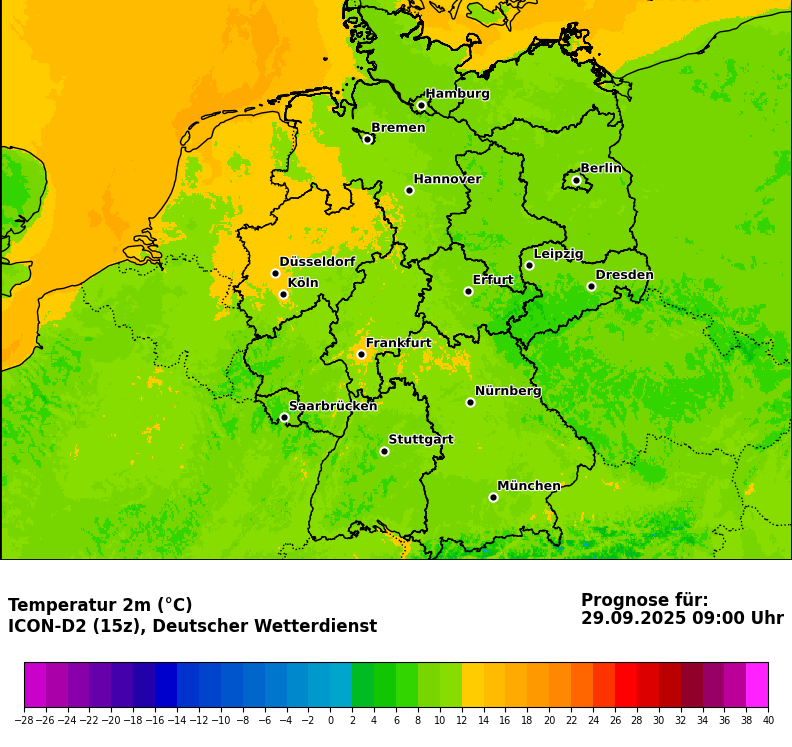 Hamburg
Bremen
Berlin
Hannover
Leipzig
Düsseldorf
Dresden
Erfurt
Köln
Frankfurt
Nürnberg
Saarbrücken
Stuttgart
München
Temperatur 2m (°C)
ICON-D2 (15z), Deutscher Wetterdienst
Prognose für:
29.09.2025 09:00 Uhr
−28 −26 −24 −22 −20 −18 −16 −14 −12 −10 −8 −6 −4 −2 0 2 4 6 8 10 12 14 16 18 20 22 24 26 28 30 32 34 36 38 40